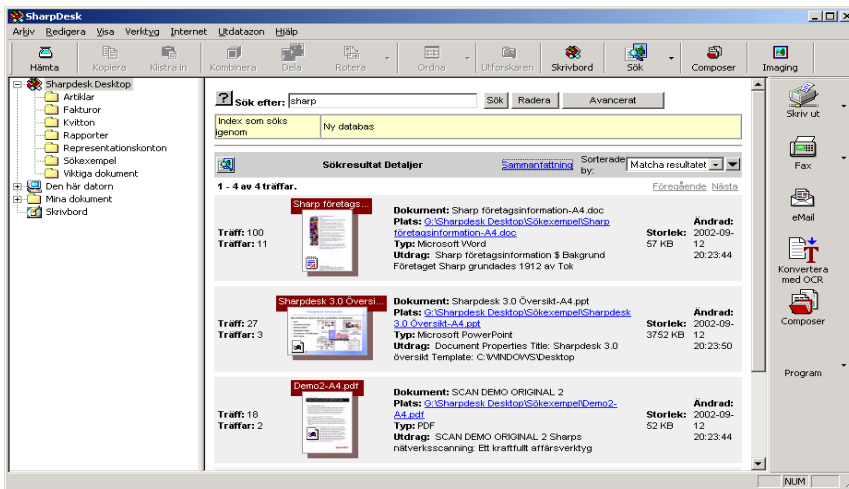 SharpDesk
Arkiv Redigera Visa Verktyg Internet Utdatazon Hjälp
Hämta Kopiera Klistra in Kombinera Dela Rotera Ordna Utforskaren Skrivbord Sök Composer Imaging
Sharpdesk Desktop
Artiklar
Fakturor
Kvitton
Rapporter
Representationskonton
Sökexempel
Viktiga dokument
Den här datorn
Mina dokument
Skrivbord
? Sök efter: sharp Sök Radera Avancerat
Index som söks igenom Ny databas
Sökresultat Detaljer Sammanfattning Sorterade by: Matcha resultatet
1 - 4 av 4 träffar. Föregående Nästa
Sharp företags...
Träff: 100
Träffar: 11
Dokument: Sharp företagsinformation-A4.doc
Plats: G:\Sharpdesk Desktop\Sökexempel\Sharp
företagsinformation-A4.doc
Typ: Microsoft Word
Utdrag: Sharp företagsinformation $ Bakgrund
Företaget Sharp grundades 1912 av Tok
Storlek:
57 KB
Ändrad:
2002-09-
12
20:23:44
Sharpdesk 3.0 Översi...
Träff: 27
Träffar: 3
Dokument: Sharpdesk 3.0 Översikt-A4.ppt
Plats: G:\Sharpdesk Desktop\Sökexempel\Sharpdesk
3.0 Översikt-A4.ppt
Typ: Microsoft PowerPoint
Utdrag: Document Properties Title: Sharpdesk 3.0
översikt Template: C:\WINDOWS\Desktop
Storlek:
3752 KB
Ändrad:
2002-09-
12
20:23:50
Demo2-A4.pdf
Träff: 18
Träffar: 2
Dokument: SCAN DEMO ORIGINAL 2
Plats: G:\Sharpdesk Desktop\Sökexempel\Demo2-
A4.pdf
Typ: PDF
Utdrag: SCAN DEMO ORIGINAL 2 Sharps
nätverksscanning: Ett kraftfullt affärsverktyg
Storlek:
52 KB
Ändrad:
2002-09-
12
20:23:44
Skriv ut
Fax
eMail
Konvertera
med OCR
Composer
Program
NUM